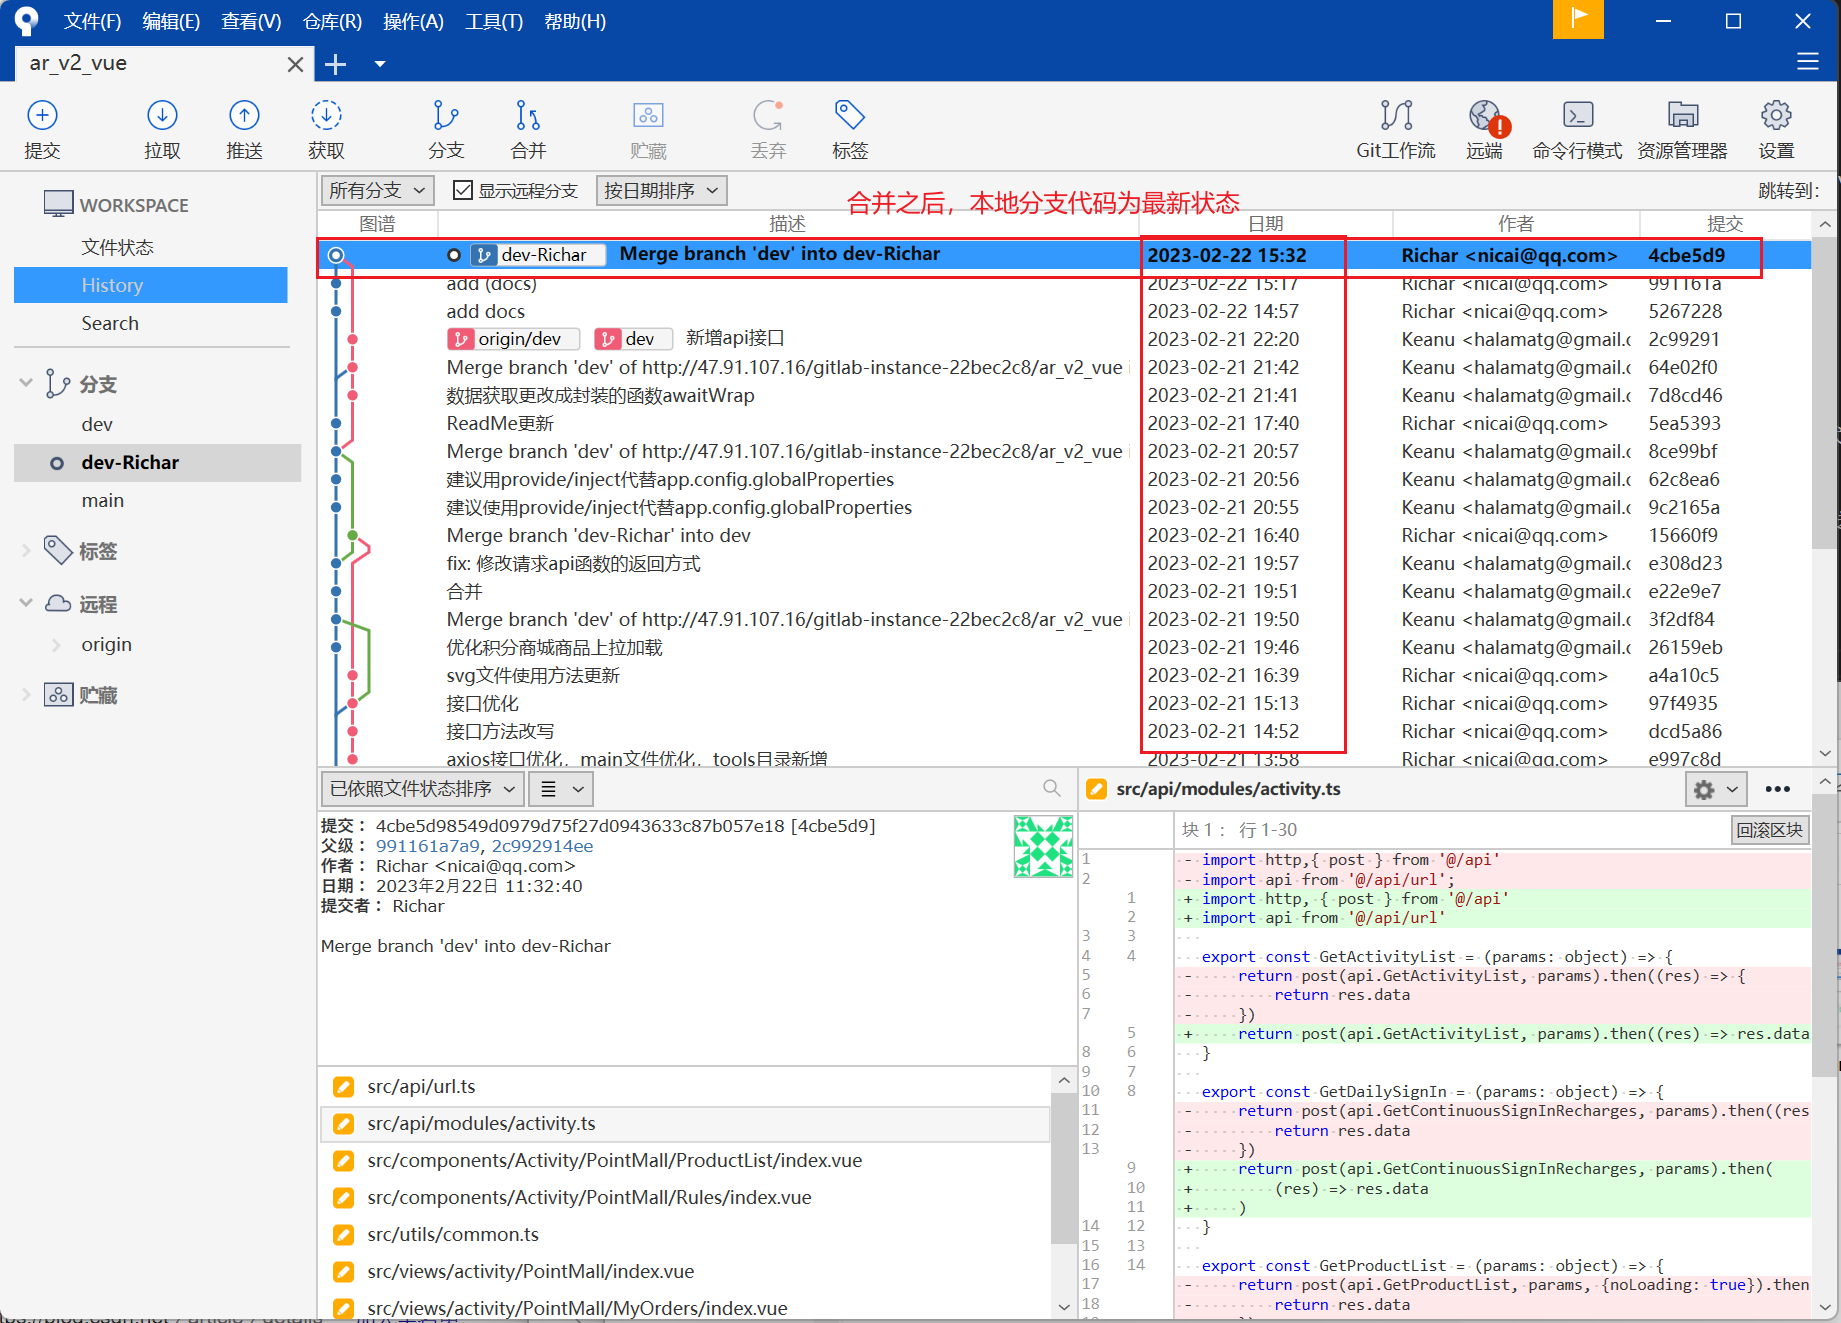 文件(F) 编辑(E) 查看(V) 仓库(R) 操作(A) 工具(T) 帮助(H)
ar_v2_vue
提交 拉取 推送 获取 分支 合并 贮藏 丢弃 标签 Git工作流 远端 命令行模式 资源管理器 设置
WORKSPACE
文件状态
History
Search
分支
dev
dev-Richar
main
标签
远程
origin
贮藏
所有分支 显示远程分支 按日期排序 跳转到:
合并之后，本地分支代码为最新状态
图谱 描述 日期 作者 提交
dev-Richar Merge branch 'dev' into dev-Richar 2023-02-22 15:32 Richar <nicai@qq.com> 4cbe5d9
add (docs) 2023-02-22 15:17 Richar <nicai@qq.com> 991161a
add docs 2023-02-22 14:57 Richar <nicai@qq.com> 5267228
origin/dev dev 新增api接口 2023-02-21 22:20 Keanu <halamatg@gmail.c 2c99291
Merge branch 'dev' of http://47.91.107.16/gitlab-instance-22bec2c8/ar_v2_vue i 2023-02-21 21:42 Keanu <halamatg@gmail.c 64e02f0
数据获取更改成封装的函数awaitWrap 2023-02-21 21:41 Keanu <halamatg@gmail.c 7d8cd46
ReadMe更新 2023-02-21 17:40 Richar <nicai@qq.com> 5ea5393
Merge branch 'dev' of http://47.91.107.16/gitlab-instance-22bec2c8/ar_v2_vue i 2023-02-21 20:57 Keanu <halamatg@gmail.c 8ce99bf
建议用provide/inject代替app.config.globalProperties 2023-02-21 20:56 Keanu <halamatg@gmail.c 62c8ea6
建议使用provide/inject代替app.config.globalProperties 2023-02-21 20:55 Keanu <halamatg@gmail.c 9c2165a
Merge branch 'dev-Richar' into dev 2023-02-21 16:40 Richar <nicai@qq.com> 15660f9
fix: 修改请求api函数的返回方式 2023-02-21 19:57 Keanu <halamatg@gmail.c e308d23
合并 2023-02-21 19:51 Keanu <halamatg@gmail.c e22e9e7
Merge branch 'dev' of http://47.91.107.16/gitlab-instance-22bec2c8/ar_v2_vue i 2023-02-21 19:50 Keanu <halamatg@gmail.c 3f2df84
优化积分商城商品上拉加载 2023-02-21 19:46 Keanu <halamatg@gmail.c 26159eb
svg文件使用方法更新 2023-02-21 16:39 Richar <nicai@qq.com> a4a10c5
接口优化 2023-02-21 15:13 Richar <nicai@qq.com> 97f4935
接口方法改写 2023-02-21 14:52 Richar <nicai@qq.com> dcd5a86
axios接口优化，main文件优化，tools目录新增 2023-02-21 13:58 Richar <nicai@qq.com> e997c8d
已依照文件状态排序
提交： 4cbe5d98549d0979d75f27d0943633c87b057e18 [4cbe5d9]
父级： 991161a7a9, 2c992914ee
作者： Richar <nicai@qq.com>
日期： 2023年2月22日 11:32:40
提交者： Richar
Merge branch 'dev' into dev-Richar
src/api/url.ts
src/api/modules/activity.ts
src/components/Activity/PointMall/ProductList/index.vue
src/components/Activity/PointMall/Rules/index.vue
src/utils/common.ts
src/views/activity/PointMall/index.vue
src/views/activity/PointMall/MyOrders/index.vue
src/api/modules/activity.ts
块 1： 行 1-30 回滚区块
1 - import http,{ post } from '@/api'
2 - import api from '@/api/url';
1 + import http, { post } from '@/api'
2 + import api from '@/api/url'
3 3
4 4 export const GetActivityList = (params: object) => {
5 - return post(api.GetActivityList, params).then((res) => {
6 - return res.data
7 - })
5 + return post(api.GetActivityList, params).then((res) => res.data
8 6 }
9 7
10 8 export const GetDailySignIn = (params: object) => {
11 - return post(api.GetContinuousSignInRecharges, params).then((res
12 - return res.data
13 - })
9 + return post(api.GetContinuousSignInRecharges, params).then(
10 + (res) => res.data
11 + )
14 12 }
15 13
16 14 export const GetProductList = (params: object) => {
17 - return post(api.GetProductList, params, {noLoading: true}).then
18 - return res.data